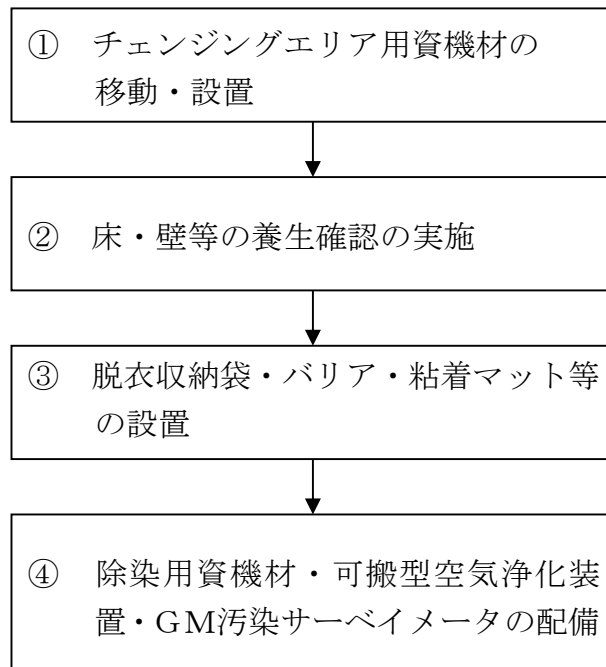 ① チェンジングエリア用資機材の
移動・設置
② 床・壁等の養生確認の実施
③ 脱衣収納袋・バリア・粘着マット等
の設置
④ 除染用資機材・可搬型空気浄化装
置・GM汚染サーベイメータの配備